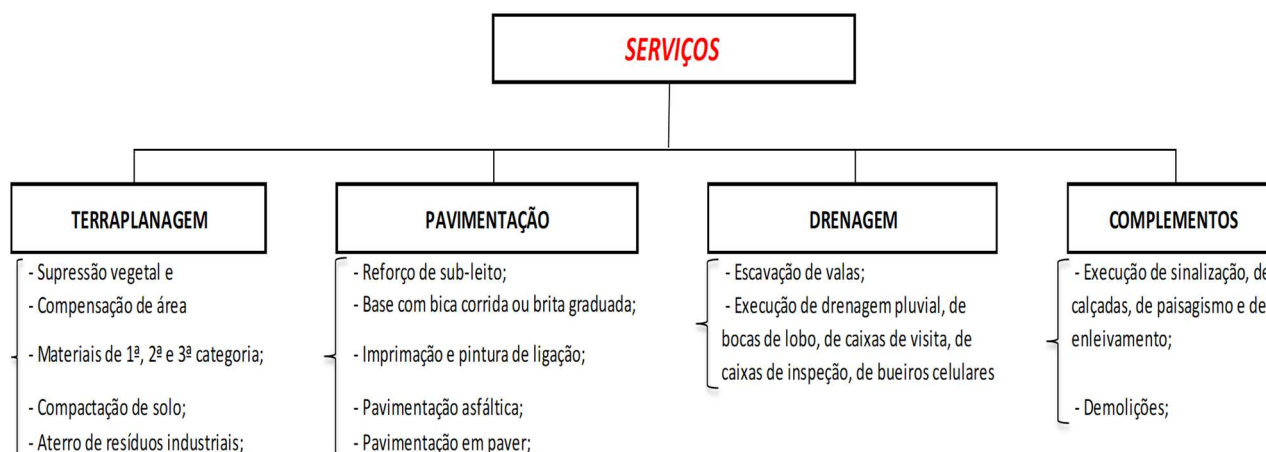 SERVIÇOS
TERRAPLANAGEM
- Supressão vegetal e
- Compensação de área
- Materiais de 1ª, 2ª e 3ª categoria;
- Compactação de solo;
- Aterro de resíduos industriais;
PAVIMENTAÇÃO
- Reforço de sub-leito;
- Base com bica corrida ou brita graduada;
- Imprimação e pintura de ligação;
- Pavimentação asfáltica;
- Pavimentação em paver;
DRENAGEM
- Escavação de valas;
- Execução de drenagem pluvial, de
bocas de lobo, de caixas de visita, de
caixas de inspeção, de bueiros celulares
COMPLEMENTOS
- Execução de sinalização, de
calçadas, de paisagismo e de
enleivamento;
- Demolições;